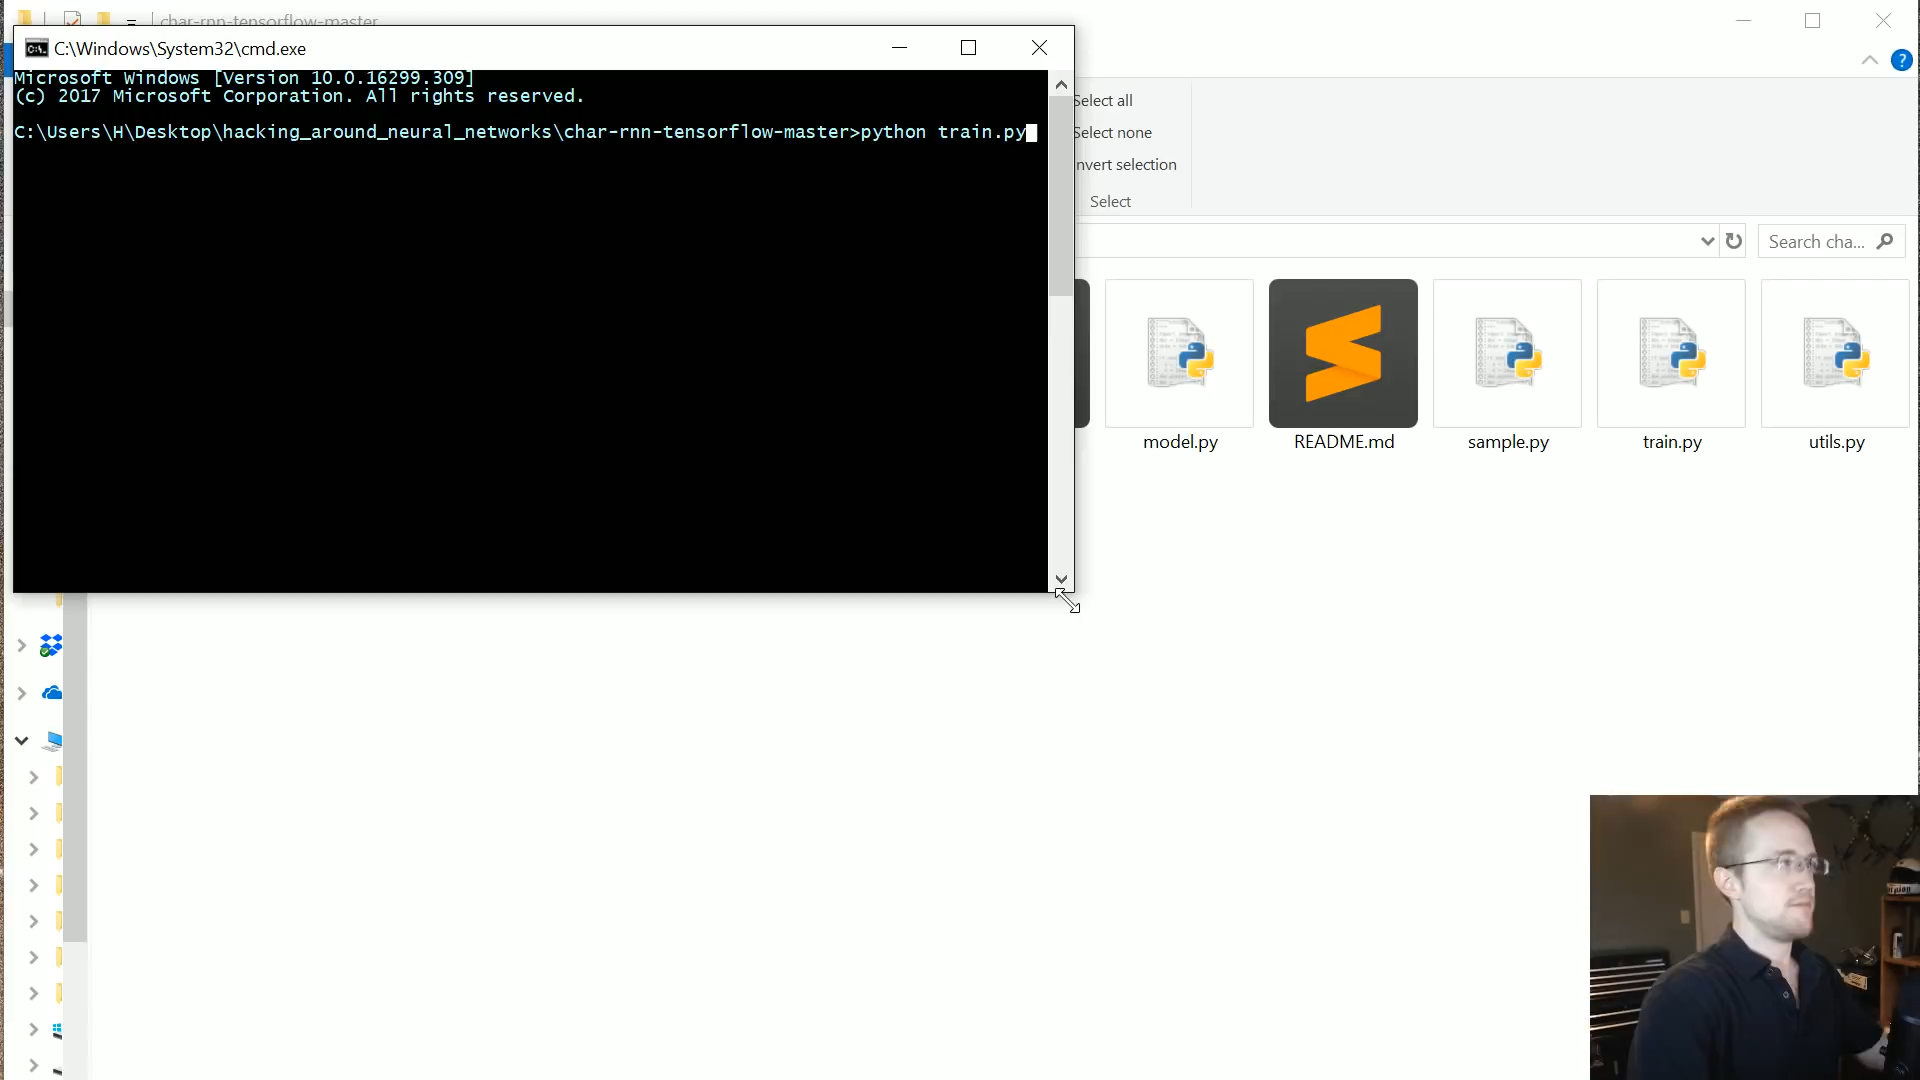 char-rnn-tensorflow-master
C:\Windows\System32\cmd.exe
Microsoft Windows [Version 10.0.16299.309]
(c) 2017 Microsoft Corporation. All rights reserved.
C:\Users\H\Desktop\hacking_around_neural_networks\char-rnn-tensorflow-master>python train.py
Select all
Select none
nvert selection
Select
Search cha...
model.py
README.md
sample.py
train.py
utils.py